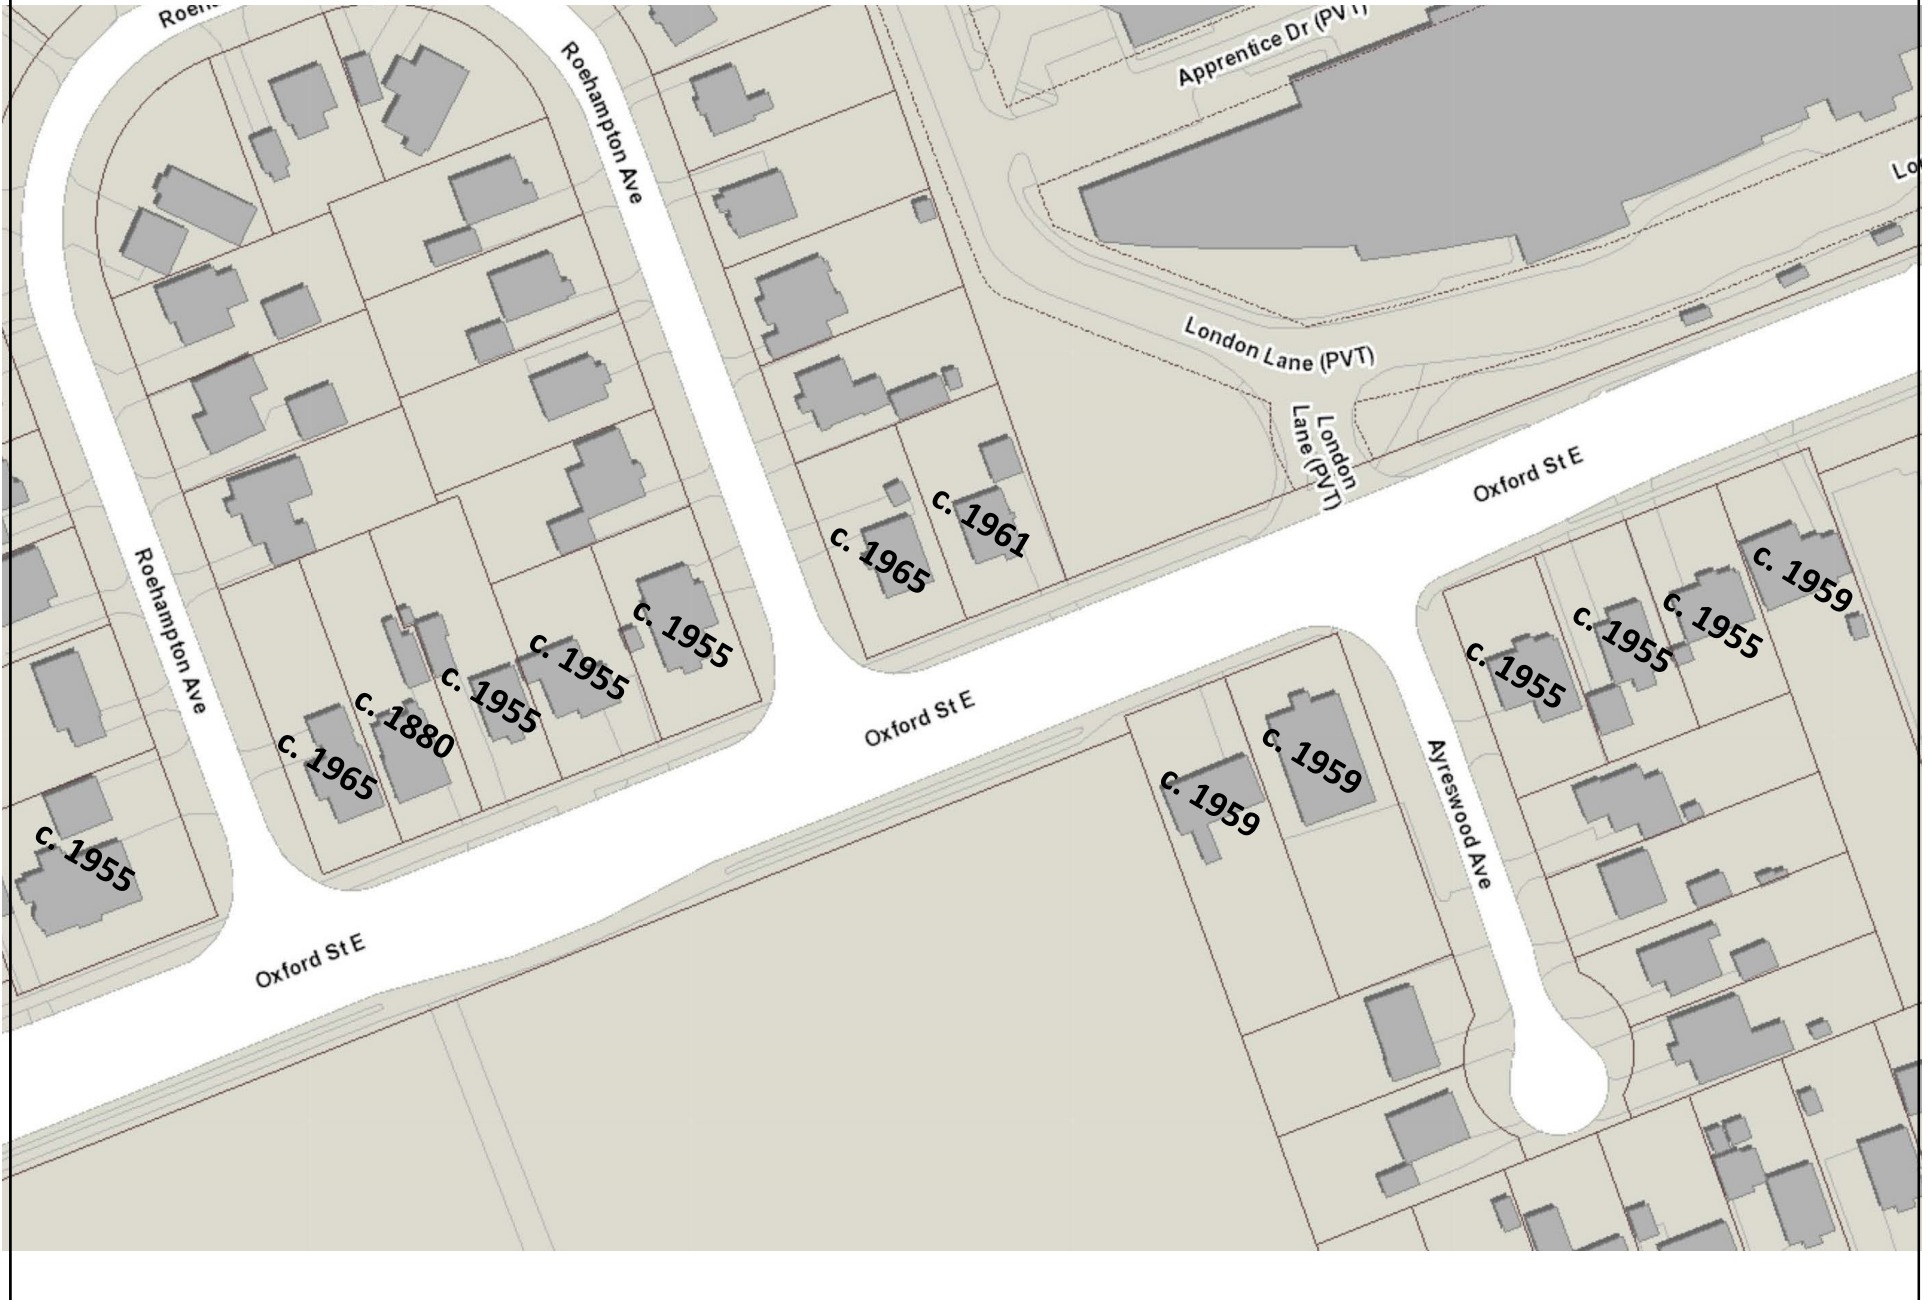 Apprentice Dr (PVT)
Roehampton Ave
London Lane (PVT)
London
Lane (PVT)
Oxford St E
c. 1961
c. 1965
c. 1959
c. 1955
c. 1955
c. 1955
Roehampton Ave
c. 1955
c. 1955
c. 1955
c. 1880
c. 1965
Oxford St E
c. 1959
c. 1959
Ayreswood Ave
c. 1955
Oxford St E